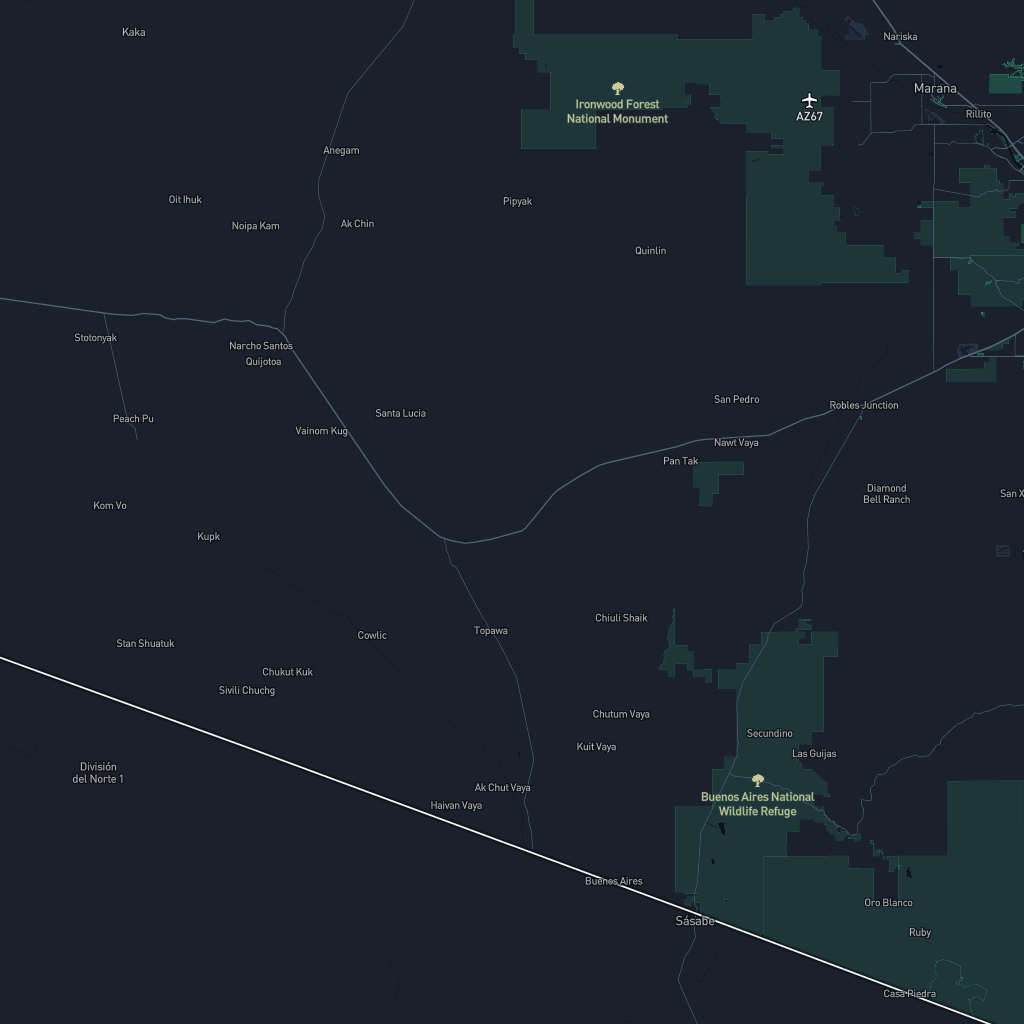 Kaka
Nariska
Marana
Ironwood Forest
National Monument
AZ67
Rillito
Anegam
Oit Ihuk
Pipyak
Noipa Kam
Ak Chin
Quinlin
Stotonyak
Narcho Santos
Quijotoa
San Pedro
Robles Junction
Peach Pu
Santa Lucia
Vainom Kug
Nawt Vaya
Pan Tak
Diamond
Bell Ranch
San X
Kom Vo
Kupk
Chiuli Shaik
Topawa
Cowlic
Stan Shuatuk
Chukut Kuk
Sivili Chuchg
Chutum Vaya
Secundino
Kuit Vaya
Las Guijas
División
del Norte 1
Ak Chut Vaya
Buenos Aires National
Wildlife Refuge
Haivan Vaya
Buenos Aires
Oro Blanco
Sásabe
Ruby
Casa Piedra